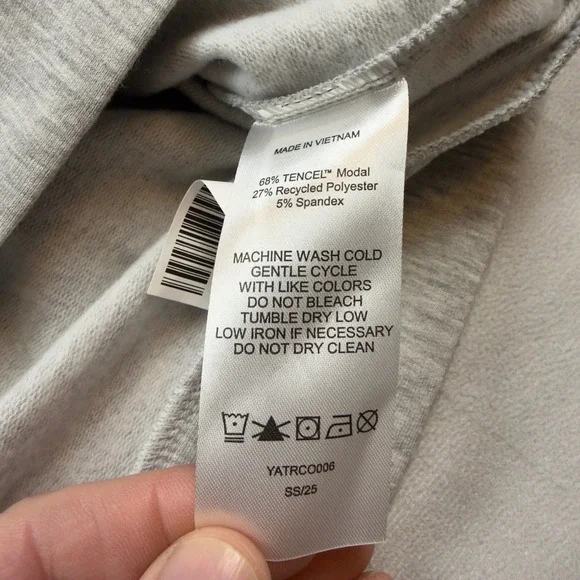 MADE IN VIETNAM
68% TENCEL™ Modal
27% Recycled Polyester
5% Spandex
MACHINE WASH COLD
GENTLE CYCLE
WITH LIKE COLORS
DO NOT BLEACH
TUMBLE DRY LOW
LOW IRON IF NECESSARY
DO NOT DRY CLEAN
YATRCO006
SS/25